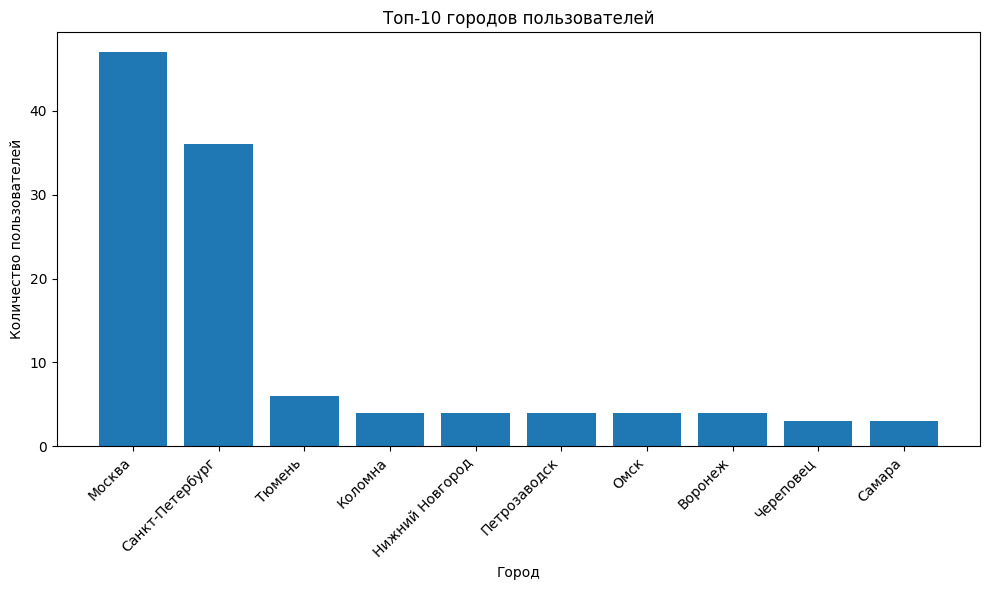 Топ-10 городов пользователей
Количество пользователей
40
30
20
10
0
Москва
Санкт-Петербург
Тюмень
Коломна
Нижний Новгород
Петрозаводск
Омск
Воронеж
Череповец
Самара
Город